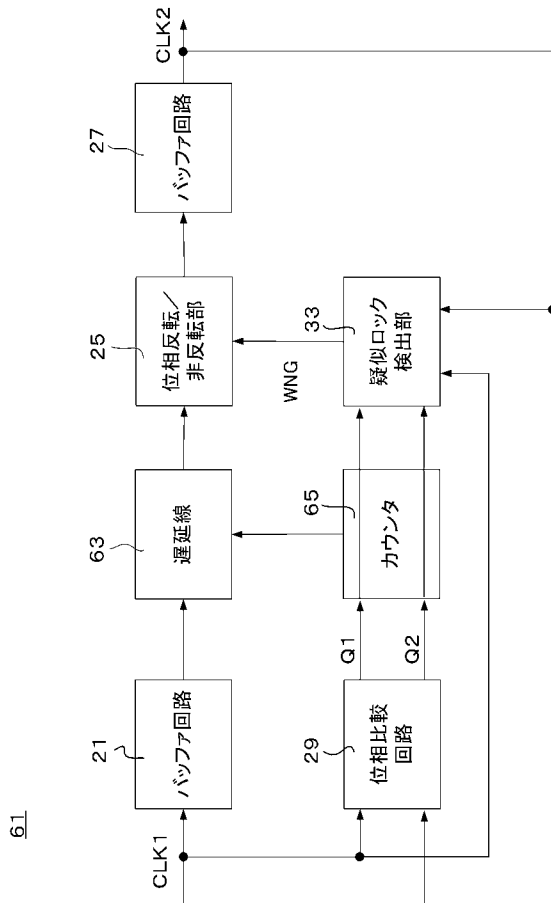 61
CLK1
21
バッファ回路
63
遅延線
25
位相反転／
非反転部
27
バッファ回路
CLK2
29
位相比較
回路
Q1
Q2
65
カウンタ
WNG
33
疑似ロック
検出部